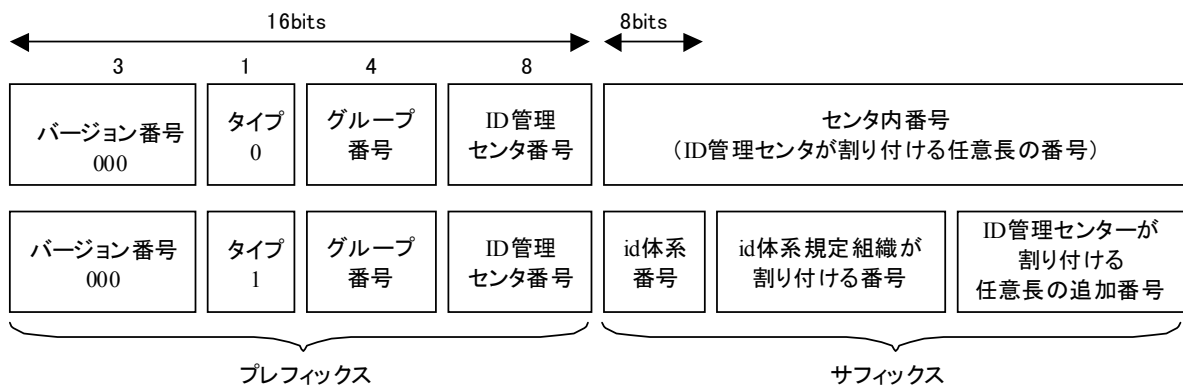 16bits
8bits
3
1
4
8
バージョン番号
000
タイプ
0
グループ
番号
ID管理
センタ番号
センタ内番号
(ID管理センタが割り付ける任意長の番号)
バージョン番号
000
タイプ
1
グループ
番号
ID管理
センタ番号
id体系
番号
id体系規定組織が
割り付ける番号
ID管理センターが
割り付ける
任意長の追加番号
プレフィックス
サフィックス